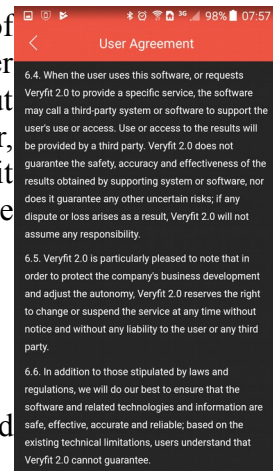 of
er
ut
r,
it
e
d
3G 98% 07:57
User Agreement
6.4. When the user uses this software, or requests
Veryfit 2.0 to provide a specific service, the software
may call a third-party system or software to support the
user's use or access. Use or access to the results will
be provided by a third party. Veryfit 2.0 does not
guarantee the safety, accuracy and effectiveness of the
results obtained by supporting system or software, nor
does it guarantee any other uncertain risks; if any
dispute or loss arises as a result, Veryfit 2.0 will not
assume any responsibility.
6.5. Veryfit 2.0 is particularly pleased to note that in
order to protect the company's business development
and adjust the autonomy, Veryfit 2.0 reserves the right
to change or suspend the service at any time without
notice and without any liability to the user or any third
party.
6.6. In addition to those stipulated by laws and
regulations, we will do our best to ensure that the
software and related technologies and information are
safe, effective, accurate and reliable; based on the
existing technical limitations, users understand that
Veryfit 2.0 cannot guarantee.